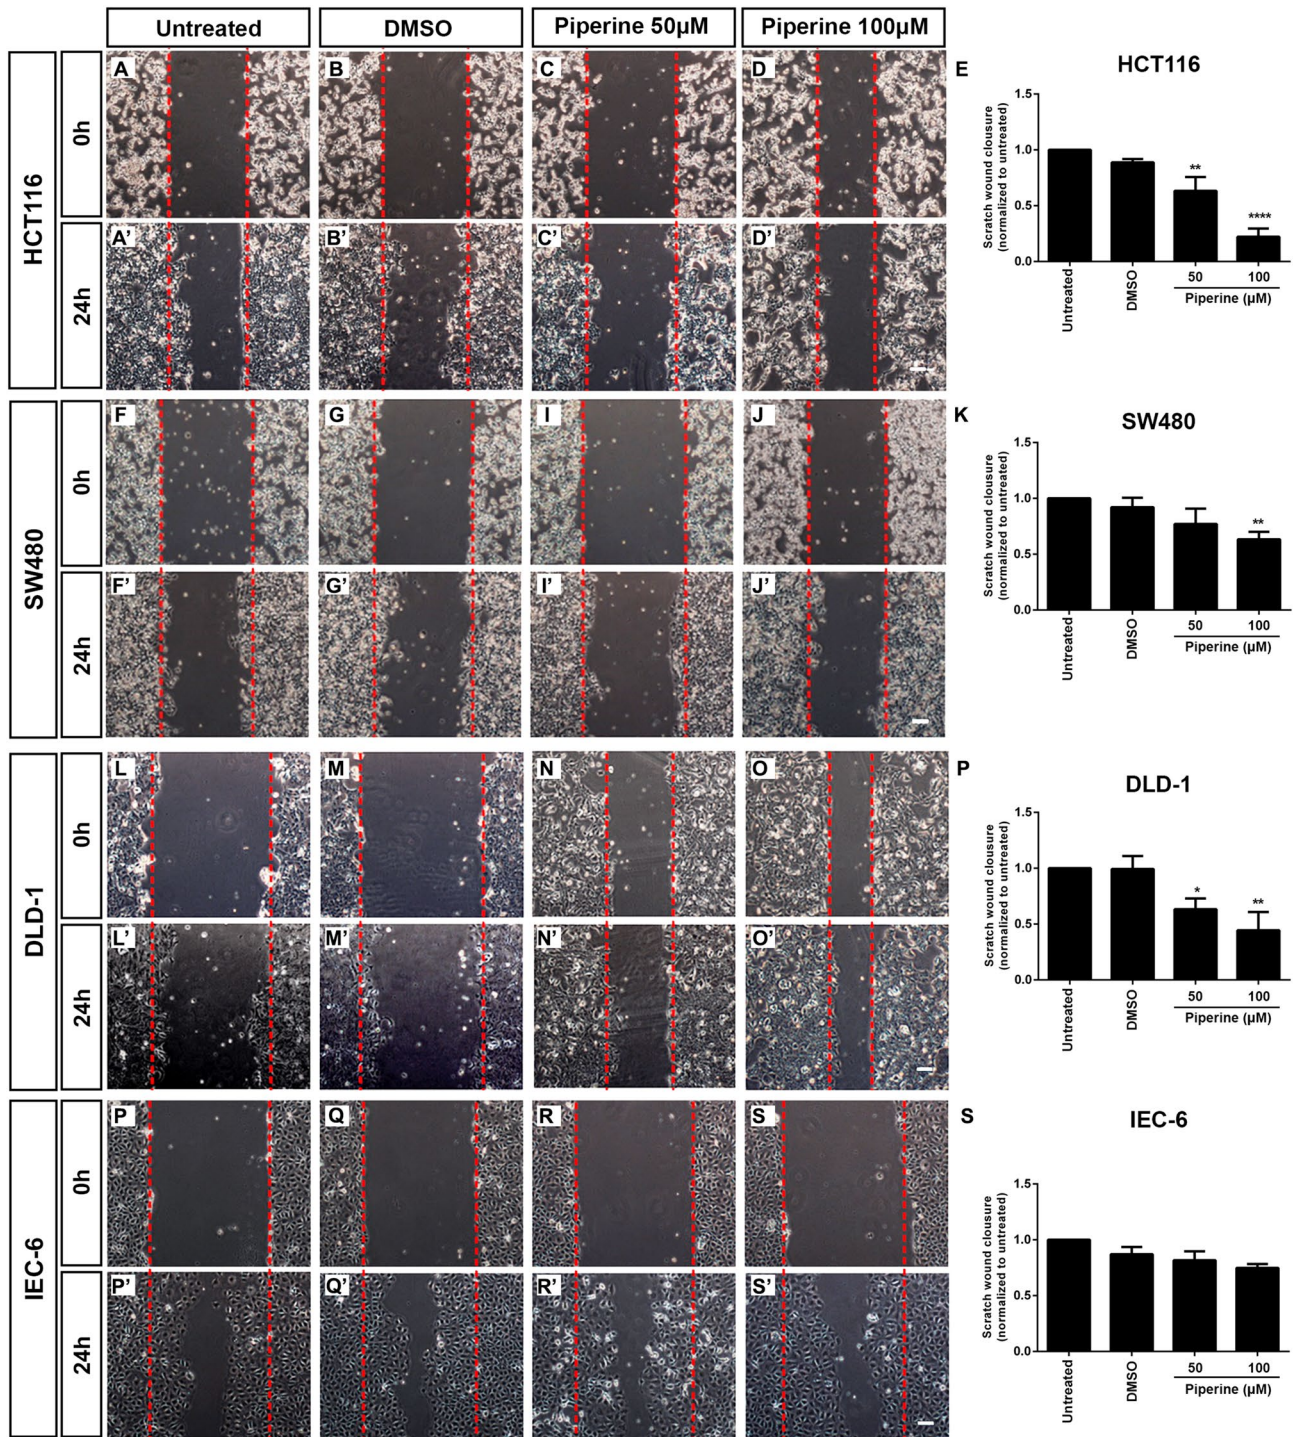 Untreated
DMSO
Piperine 50µM
Piperine 100µM
HCT116
0h
A
B
C
D
24h
A'
B'
C'
D'
E
HCT116
Scratch wound clousure
(normalized to untreated)
1.5
1.0
0.5
0.0
**
****
Untreated
DMSO
50
100
Piperine (µM)
SW480
0h
F
G
I
J
24h
F'
G'
I'
J'
K
SW480
Scratch wound clousure
(normalized to untreated)
1.5
1.0
0.5
0.0
**
Untreated
DMSO
50
100
Piperine (µM)
DLD-1
0h
L
M
N
O
24h
L'
M'
N'
O'
P
DLD-1
Scratch wound clousure
(normalized to untreated)
1.5
1.0
0.5
0.0
*
**
Untreated
DMSO
50
100
Piperine (µM)
IEC-6
0h
P
Q
R
S
24h
P'
Q'
R'
S'
S
IEC-6
Scratch wound clousure
(normalized to untreated)
1.5
1.0
0.5
0.0
Untreated
DMSO
50
100
Piperine (µM)